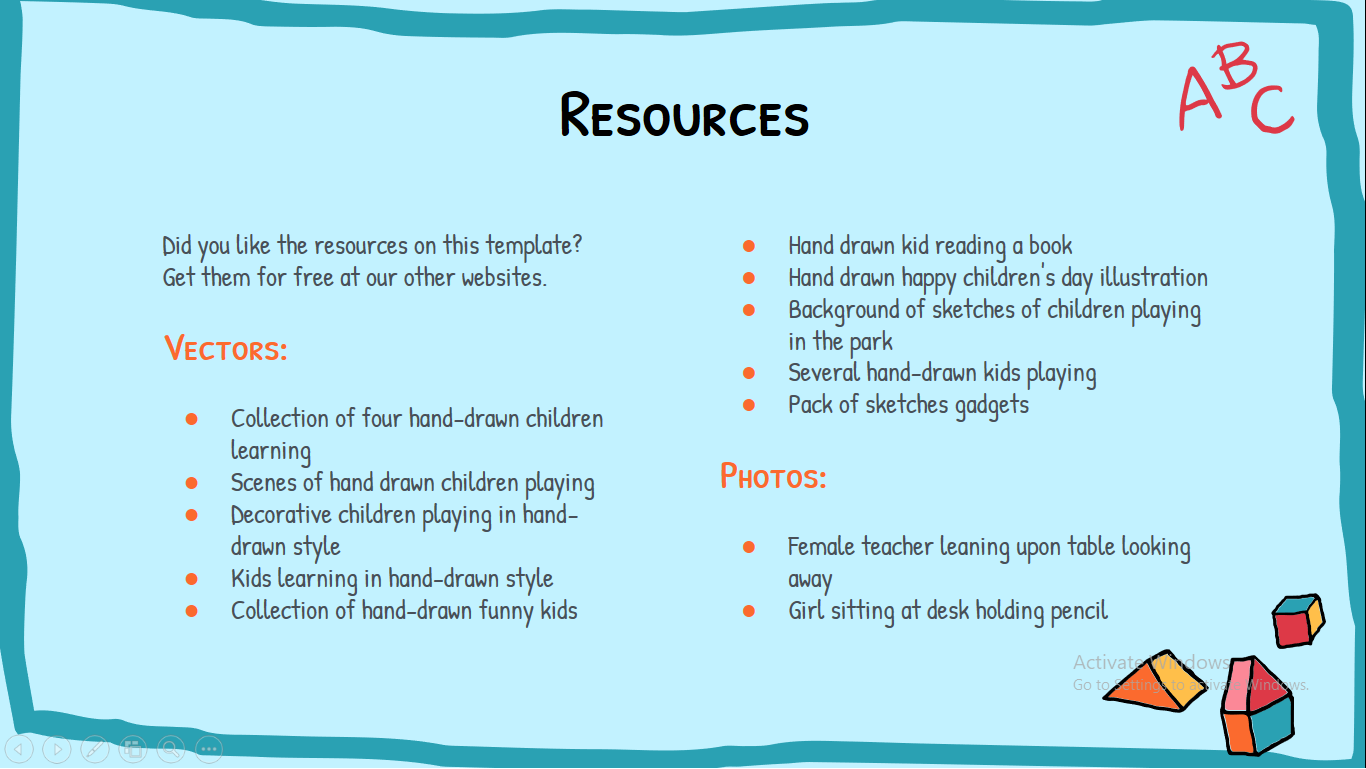 ABC
Resources
Did you like the resources on this template?
Get them for free at our other websites.
Vectors:
● Collection of four hand-drawn children
learning
● Scenes of hand drawn children playing
● Decorative children playing in hand-
drawn style
● Kids learning in hand-drawn style
● Collection of hand-drawn funny kids
● Hand drawn kid reading a book
● Hand drawn happy children's day illustration
● Background of sketches of children playing
in the park
● Several hand-drawn kids playing
● Pack of sketches gadgets
Photos:
● Female teacher leaning upon table looking
away
● Girl sitting at desk holding pencil
Activate Windows
Go to Settings to activate Windows.